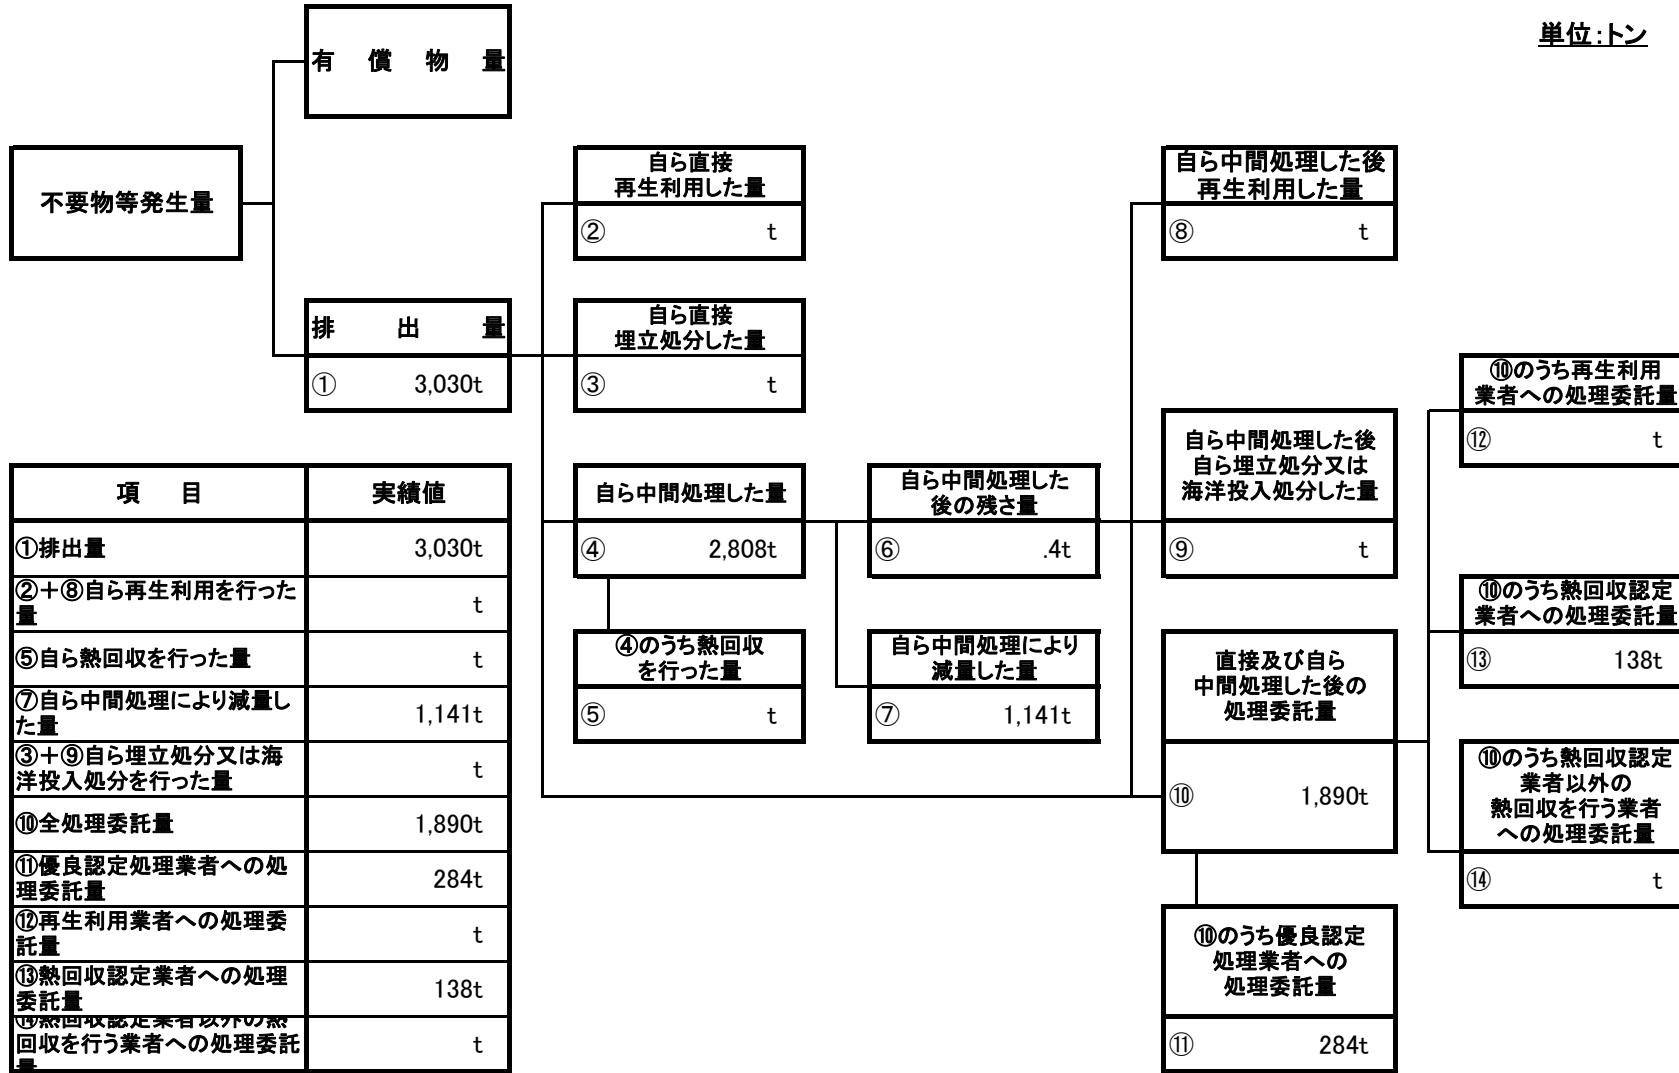 単位:トン
有償物量
不要物等発生量
排出量
① 3,030t
自ら直接
再生利用した量
② t
自ら直接
埋立処分した量
③ t
自ら中間処理した後
再生利用した量
⑧ t
自ら中間処理した量
④ 2,808t
④のうち熱回収
を行った量
⑤ t
自ら中間処理した
後の残さ量
⑥ .4t
自ら中間処理により
減量した量
⑦ 1,141t
自ら中間処理した後
自ら埋立処分又は
海洋投入処分した量
⑨ t
直接及び自ら
中間処理した後の
処理委託量
⑩ 1,890t
⑩のうち優良認定
処理業者への
処理委託量
⑪ 284t
⑩のうち再生利用
業者への処理委託量
⑫ t
⑩のうち熱回収認定
業者への処理委託量
⑬ 138t
⑩のうち熱回収認定
業者以外の
熱回収を行う業者
への処理委託量
⑭ t
項目 実績値
①排出量 3,030t
②+⑧自ら再生利用を行った
量 t
⑤自ら熱回収を行った量 t
⑦自ら中間処理により減量し
た量 1,141t
③+⑨自ら埋立処分又は海
洋投入処分を行った量 t
⑩全処理委託量 1,890t
⑪優良認定処理業者への処
理委託量 284t
⑫再生利用業者への処理委
託量 t
⑬熱回収認定業者への処理
委託量 138t
⑭熱回収認定業者以外の熱
回収を行う業者への処理委託
量 t